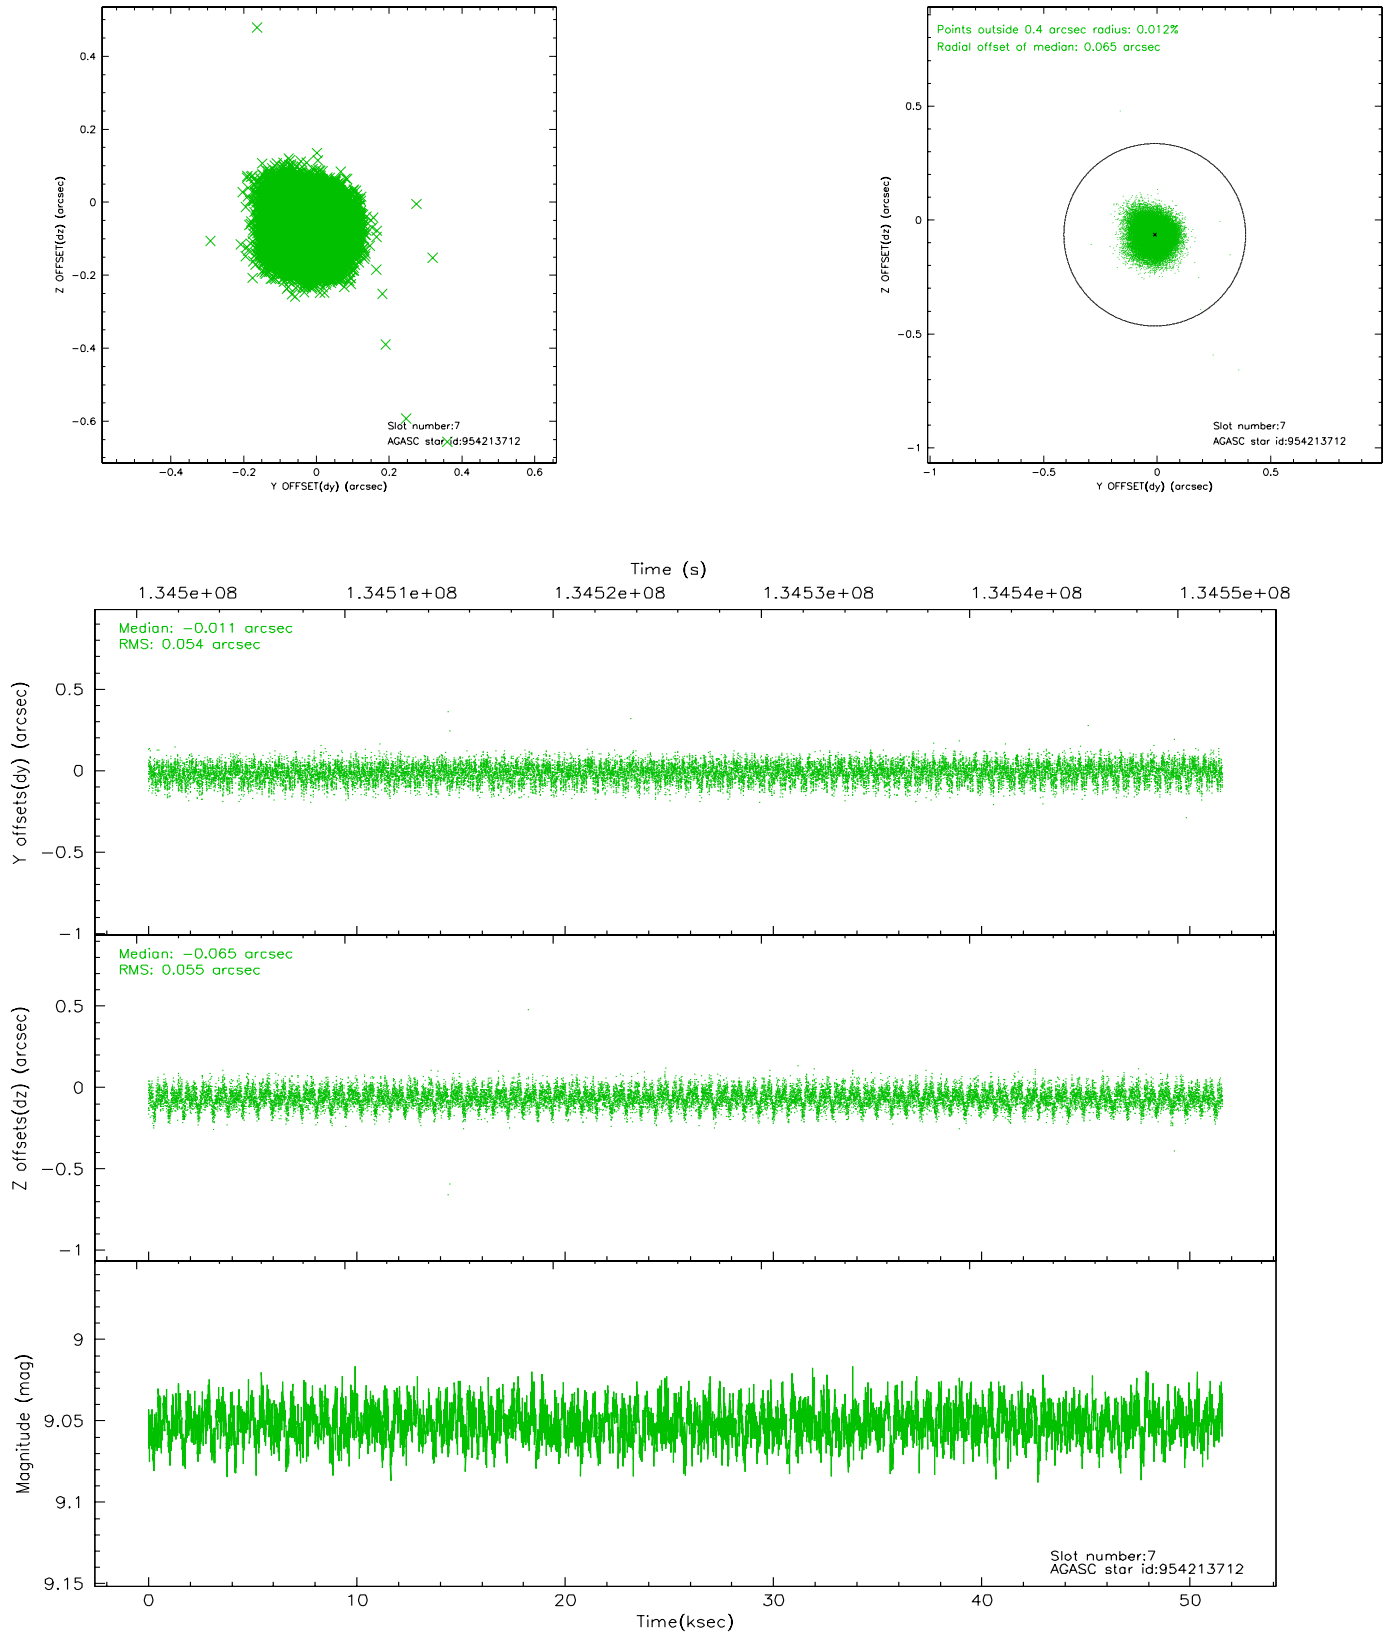 0.4
0.2
0
-0.2
-0.4
-0.6
Z OFFSET(dz) (arcsec)
Slot number:7
AGASC star id:954213712
-0.4
-0.2
0
0.2
0.4
0.6
Y OFFSET(dy) (arcsec)
Points outside 0.4 arcsec radius: 0.012%
Radial offset of median: 0.065 arcsec
0.5
0
-0.5
-1
Z OFFSET(dz) (arcsec)
Slot number:7
AGASC star id:954213712
-1
-0.5
0
0.5
Y OFFSET(dy) (arcsec)
Time (s)
1.345e+08
1.3451e+08
1.3452e+08
1.3453e+08
1.3454e+08
1.3455e+08
Median: -0.011 arcsec
RMS: 0.054 arcsec
0.5
0
-0.5
-1
Y offsets(dy) (arcsec)
Median: -0.065 arcsec
RMS: 0.055 arcsec
0.5
0
-0.5
-1
Z offsets(dz) (arcsec)
9
9.05
9.1
9.15
Magnitude (mag)
Slot number:7
AGASC star id:954213712
0
10
20
30
40
50
Time(ksec)